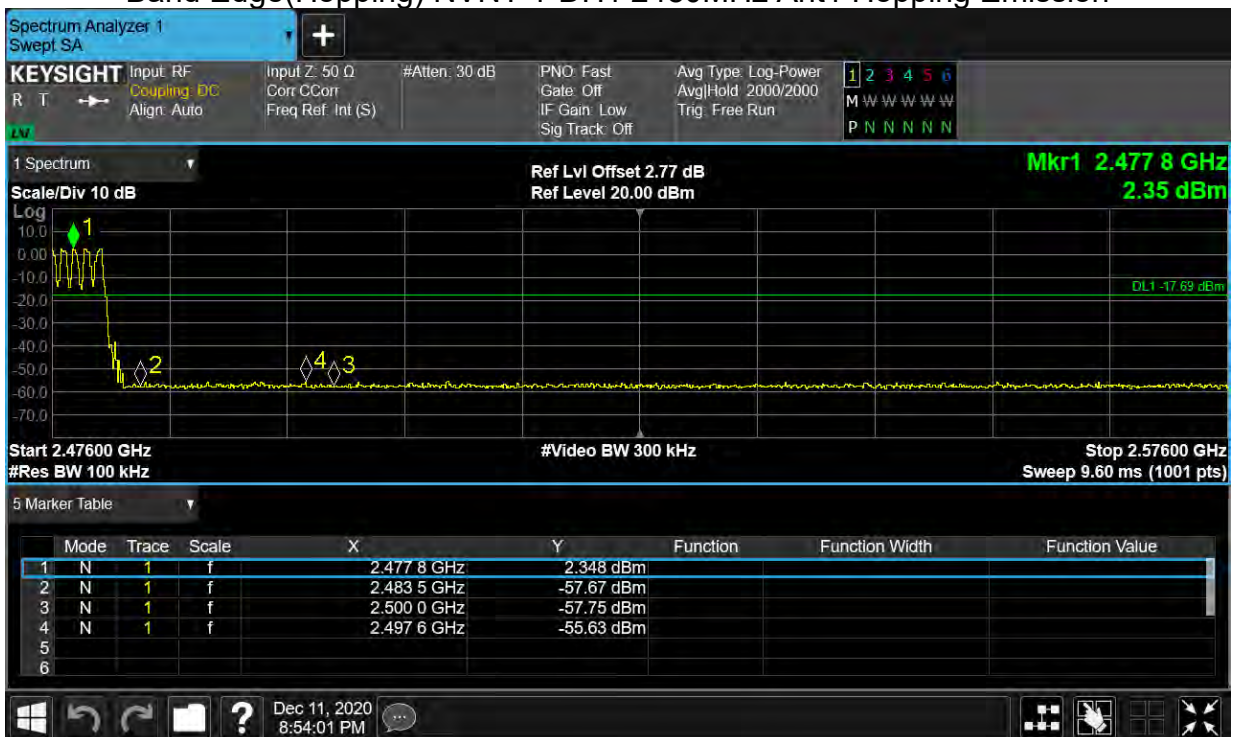 Spectrum Analyzer 1
Swept SA
+
KEYSIGHT Input: RF Input Z: 50 Ω #Atten: 30 dB PNO: Fast Avg Type: Log-Power 1 2 3 4 5 6
R T Coupling: DC Corr CCorr Gate: Off Avg|Hold: 2000/2000 M W W W W W
Align: Auto Freq Ref: Int (S) IF Gain: Low Trig: Free Run
LXI Sig Track: Off P N N N N N
1 Spectrum Ref Lvl Offset 2.77 dB Mkr1 2.477 8 GHz
Scale/Div 10 dB Ref Level 20.00 dBm 2.35 dBm
Log
10.0 1
0.00
-10.0
DL1 -17.69 dBm
-20.0
-30.0
-40.0
-50.0 2 4 3
-60.0
-70.0
Start 2.47600 GHz #Video BW 300 kHz Stop 2.57600 GHz
#Res BW 100 kHz Sweep 9.60 ms (1001 pts)
5 Marker Table
Mode Trace Scale X Y Function Function Width Function Value
1 N 1 f 2.477 8 GHz 2.348 dBm
2 N 1 f 2.483 5 GHz -57.67 dBm
3 N 1 f 2.500 0 GHz -57.75 dBm
4 N 1 f 2.497 6 GHz -55.63 dBm
5
6
? Dec 11, 2020
8:54:01 PM